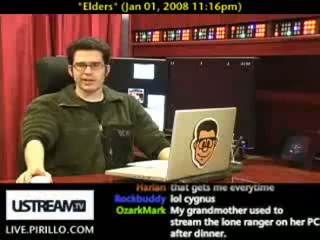 "Elders" (Jan 01, 2008 11:16pm)
Harlan that gets me everytime
Rockbuddy lol cygnus
OzarkMark My grandmother used to
stream the lone ranger on her PC
after dinner.
USTREAM TV
LIVE.PIRILLO.COM